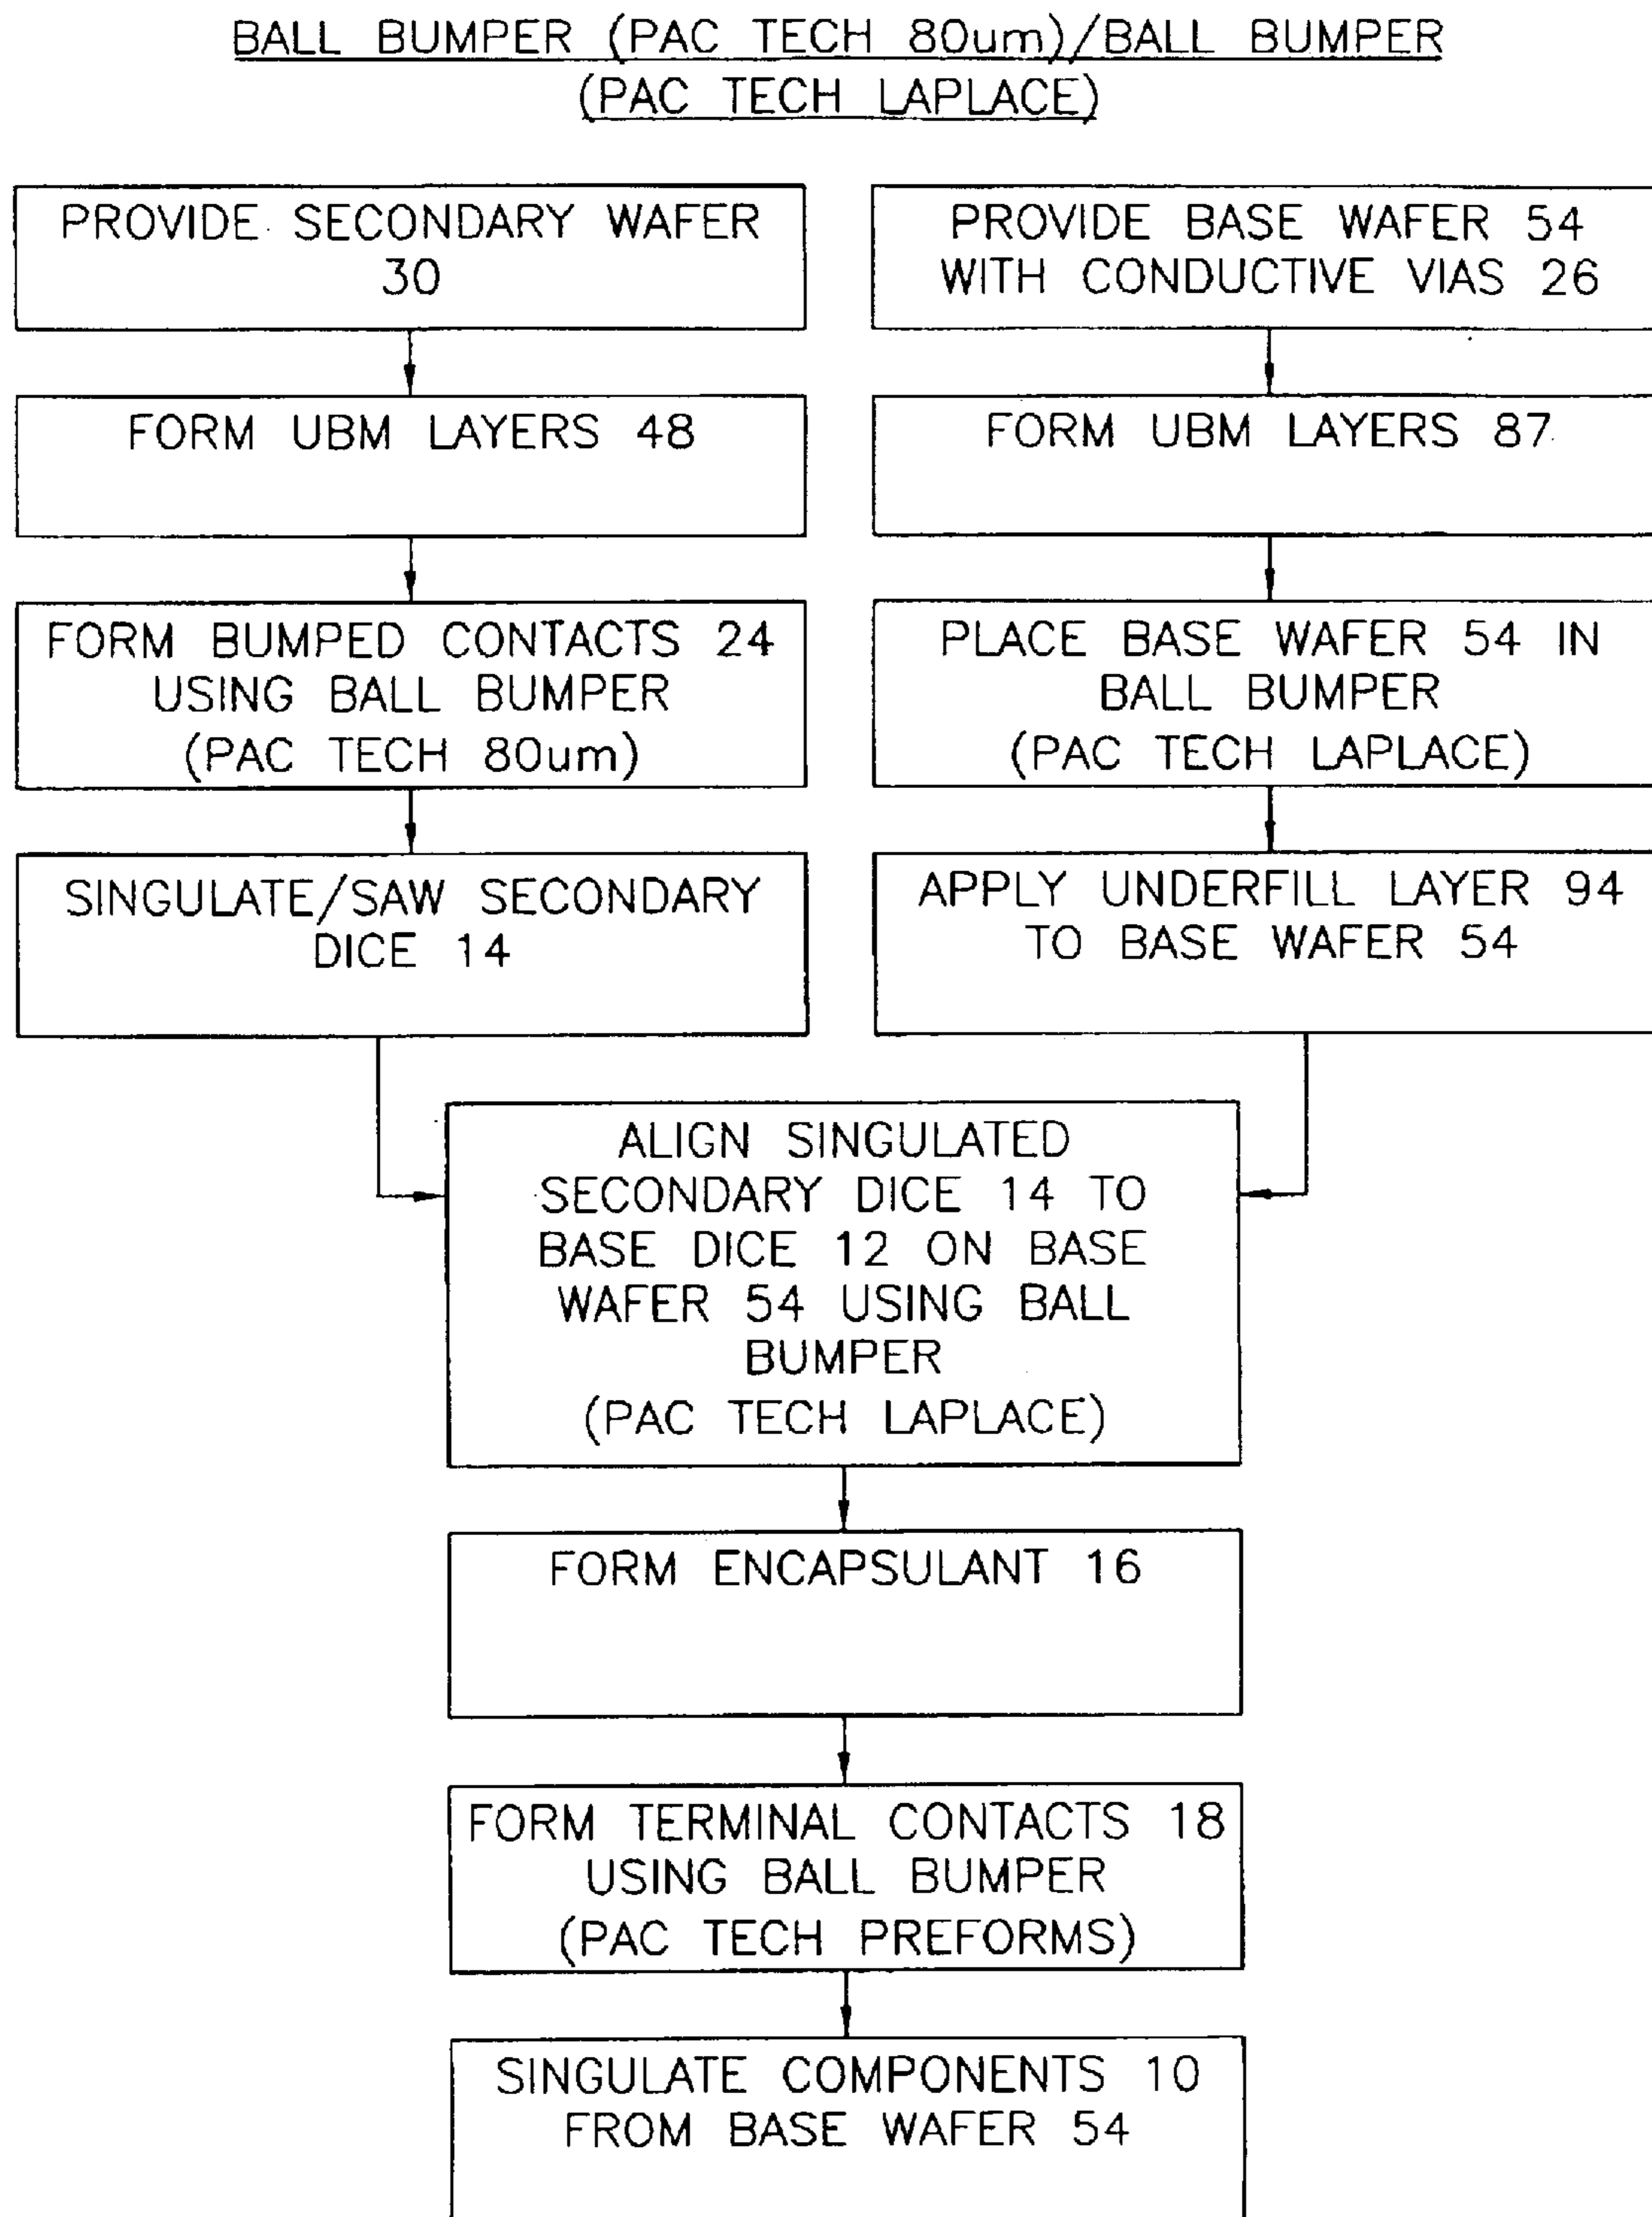 BALL BUMPER (PAC TECH 80um)/BALL BUMPER
(PAC TECH LAPLACE)
PROVIDE SECONDARY WAFER
30
FORM UBM LAYERS 48
FORM BUMPED CONTACTS 24
USING BALL BUMPER
(PAC TECH 80um)
SINGULATE/SAW SECONDARY
DICE 14
PROVIDE BASE WAFER 54
WITH CONDUCTIVE VIAS 26
FORM UBM LAYERS 87
PLACE BASE WAFER 54 IN
BALL BUMPER
(PAC TECH LAPLACE)
APPLY UNDERFILL LAYER 94
TO BASE WAFER 54
ALIGN SINGULATED
SECONDARY DICE 14 TO
BASE DICE 12 ON BASE
WAFER 54 USING BALL
BUMPER
(PAC TECH LAPLACE)
FORM ENCAPSULANT 16
FORM TERMINAL CONTACTS 18
USING BALL BUMPER
(PAC TECH PREFORMS)
SINGULATE COMPONENTS 10
FROM BASE WAFER 54